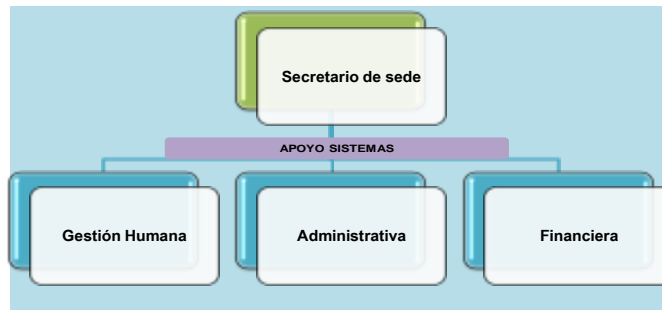 Secretario de sede
APOYO SISTEMAS
Gestión Humana
Administrativa
Financiera